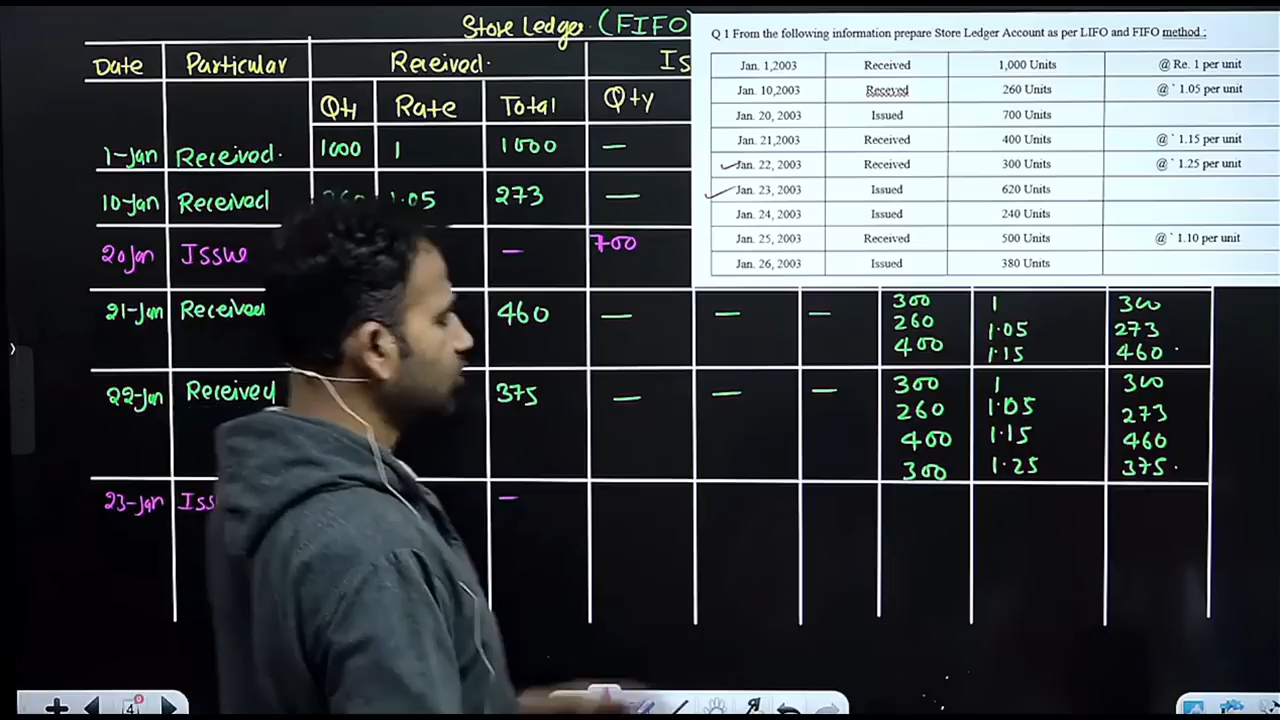 Store Ledger (FIFO)
Date Particular Received. Is
Qty Rate Total Qty
1-Jan Received. 1000 1 1000 —
10-Jan Received 260 1.05 273 —
20Jan Issue — 700
21-Jan Received 460 — — — 300 1 300
260 1.05 273
400 1.15 460
22-Jan Received 375 — — — 300 1 300
260 1.05 273
400 1.15 460
300 1.25 375
23-Jan Iss —
Q 1 From the following information prepare Store Ledger Account as per LIFO and FIFO method :
Jan. 1,2003 Received 1,000 Units @ Re. 1 per unit
Jan. 10,2003 Receved 260 Units @ ` 1.05 per unit
Jan. 20, 2003 Issued 700 Units
Jan. 21,2003 Received 400 Units @ ` 1.15 per unit
Jan. 22, 2003 Received 300 Units @ ` 1.25 per unit
Jan. 23, 2003 Issued 620 Units
Jan. 24, 2003 Issued 240 Units
Jan. 25, 2003 Received 500 Units @ ` 1.10 per unit
Jan. 26, 2003 Issued 380 Units
4